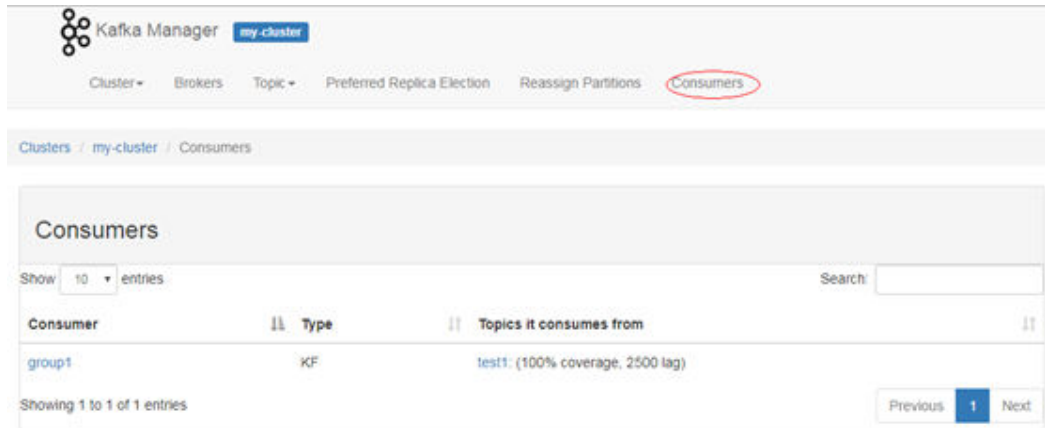 Kafka Manager my-cluster
Cluster Brokers Topic Preferred Replica Election Reassign Partitions Consumers
Clusters / my-cluster / Consumers
Consumers
Show 10 entries Search:
Consumer Type Topics it consumes from
group1 KF test1: (100% coverage, 2500 lag)
Showing 1 to 1 of 1 entries Previous 1 Next